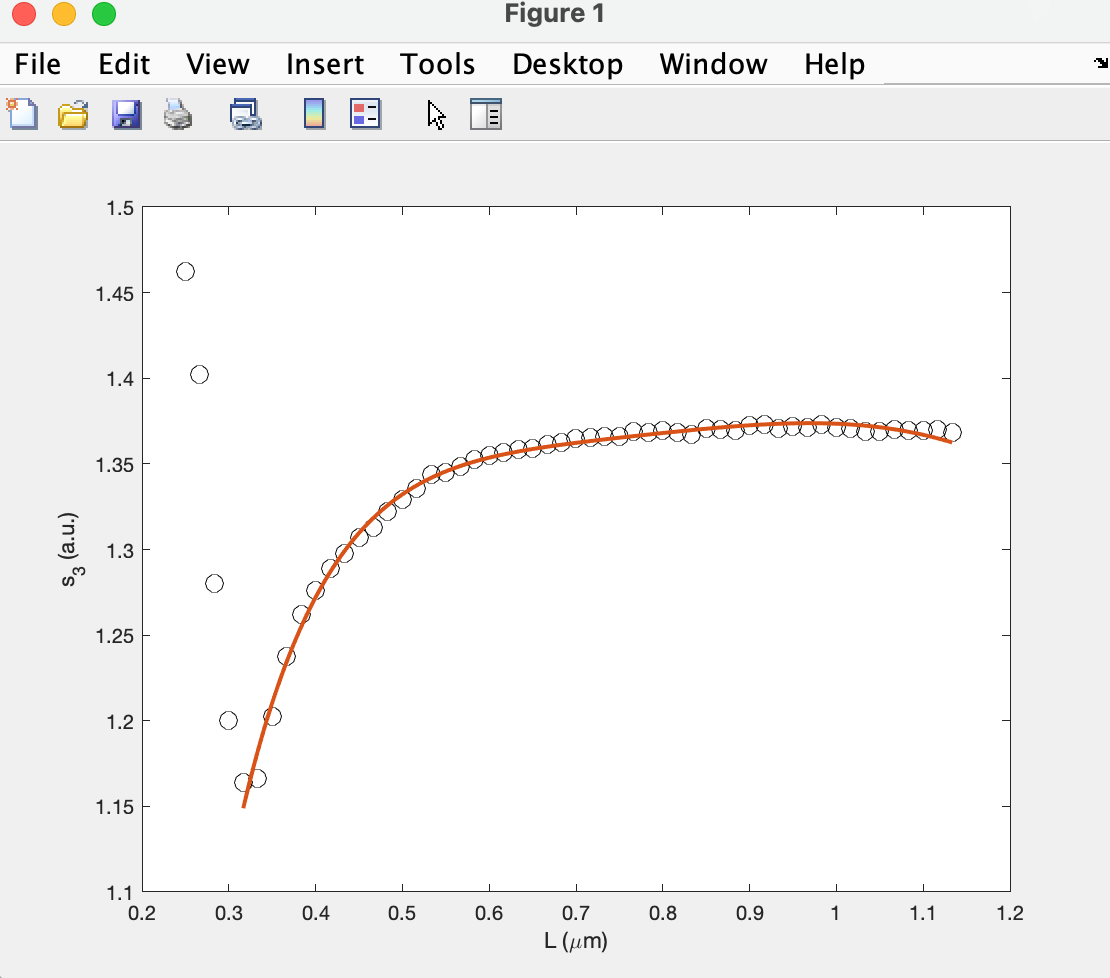 Figure 1
File Edit View Insert Tools Desktop Window Help
1.5
1.45
1.4
1.35
1.3
1.25
1.2
1.15
1.1
s3 (a.u.)
0.2 0.3 0.4 0.5 0.6 0.7 0.8 0.9 1 1.1 1.2
L (μm)